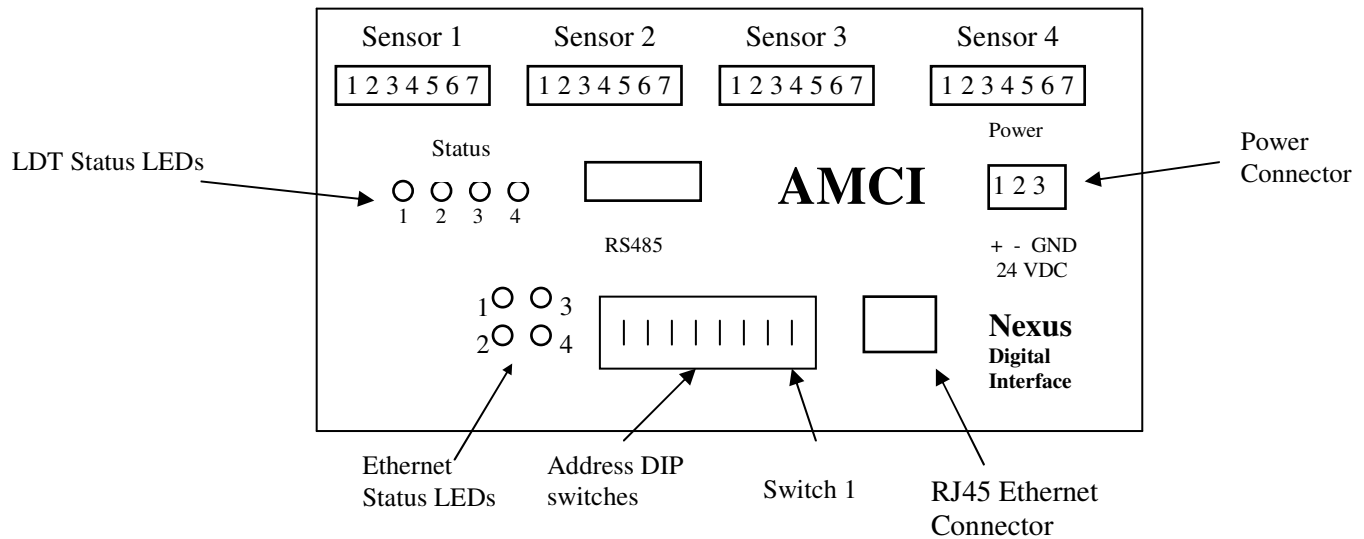 Sensor 1 Sensor 2 Sensor 3 Sensor 4
1 2 3 4 5 6 7 1 2 3 4 5 6 7 1 2 3 4 5 6 7 1 2 3 4 5 6 7
Power
Status
LDT Status LEDs
1 2 3 4
AMCI
1 2 3
Power
Connector
RS485
+ - GND
24 VDC
1 3
2 4
Nexus
Digital
Interface
Ethernet
Status LEDs
Address DIP
switches
Switch 1
RJ45 Ethernet
Connector